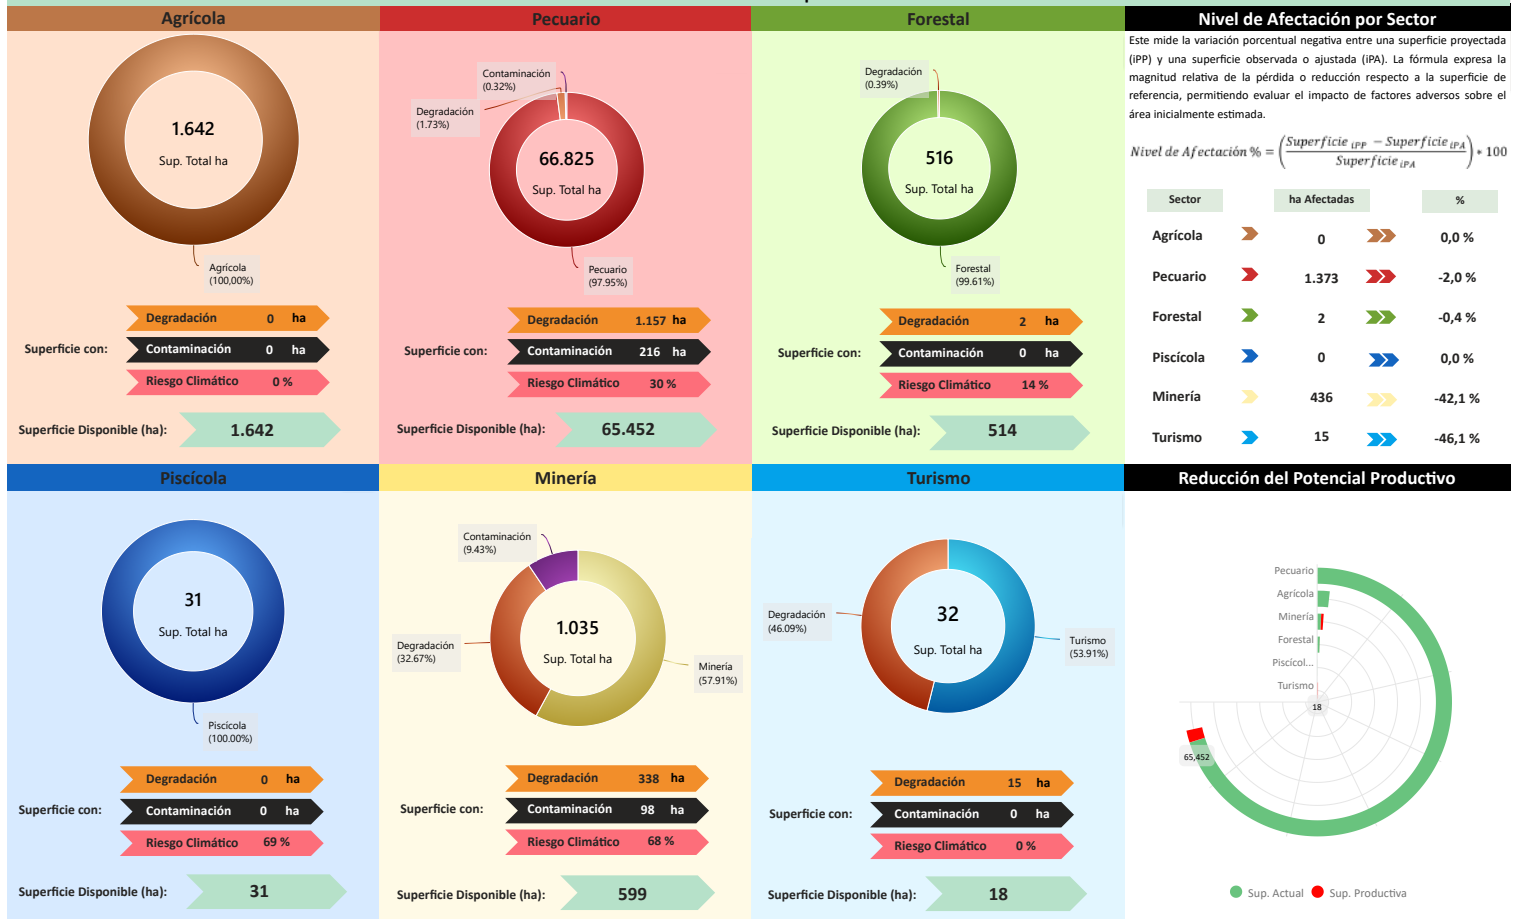 Agrícola
1.642
Sup. Total ha
Agrícola
(100,00%)
Superficie con:
Degradación 0 ha
Contaminación 0 ha
Riesgo Climático 0 %
Superficie Disponible (ha): 1.642
Pecuario
Contaminación
(0.32%)
Degradación
(1.73%)
66.825
Sup. Total ha
Pecuario
(97.95%)
Superficie con:
Degradación 1.157 ha
Contaminación 216 ha
Riesgo Climático 30 %
Superficie Disponible (ha): 65.452
Forestal
Degradación
(0.39%)
516
Sup. Total ha
Forestal
(99.61%)
Superficie con:
Degradación 2 ha
Contaminación 0 ha
Riesgo Climático 14 %
Superficie Disponible (ha): 514
Nivel de Afectación por Sector
Este mide la variación porcentual negativa entre una superficie proyectada
(iPP) y una superficie observada o ajustada (iPA). La fórmula expresa la
magnitud relativa de la pérdida o reducción respecto a la superficie de
referencia, permitiendo evaluar el impacto de factores adversos sobre el
área inicialmente estimada.
Nivel de Afectación % = (Superficie iPP − Superficie iPA / Superficie iPA) * 100
Sector ha Afectadas %
Agrícola 0 0,0 %
Pecuario 1.373 -2,0 %
Forestal 2 -0,4 %
Piscícola 0 0,0 %
Minería 436 -42,1 %
Turismo 15 -46,1 %
Piscícola
31
Sup. Total ha
Piscícola
(100.00%)
Superficie con:
Degradación 0 ha
Contaminación 0 ha
Riesgo Climático 69 %
Superficie Disponible (ha): 31
Minería
Contaminación
(9.43%)
Degradación
(32.67%)
1.035
Sup. Total ha
Minería
(57.91%)
Superficie con:
Degradación 338 ha
Contaminación 98 ha
Riesgo Climático 68 %
Superficie Disponible (ha): 599
Turismo
Degradación
(46.09%)
32
Sup. Total ha
Turismo
(53.91%)
Superficie con:
Degradación 15 ha
Contaminación 0 ha
Riesgo Climático 0 %
Superficie Disponible (ha): 18
Reducción del Potencial Productivo
Pecuario
Agrícola
Minería
Forestal
Piscícol...
Turismo
18
65,452
Sup. Actual Sup. Productiva